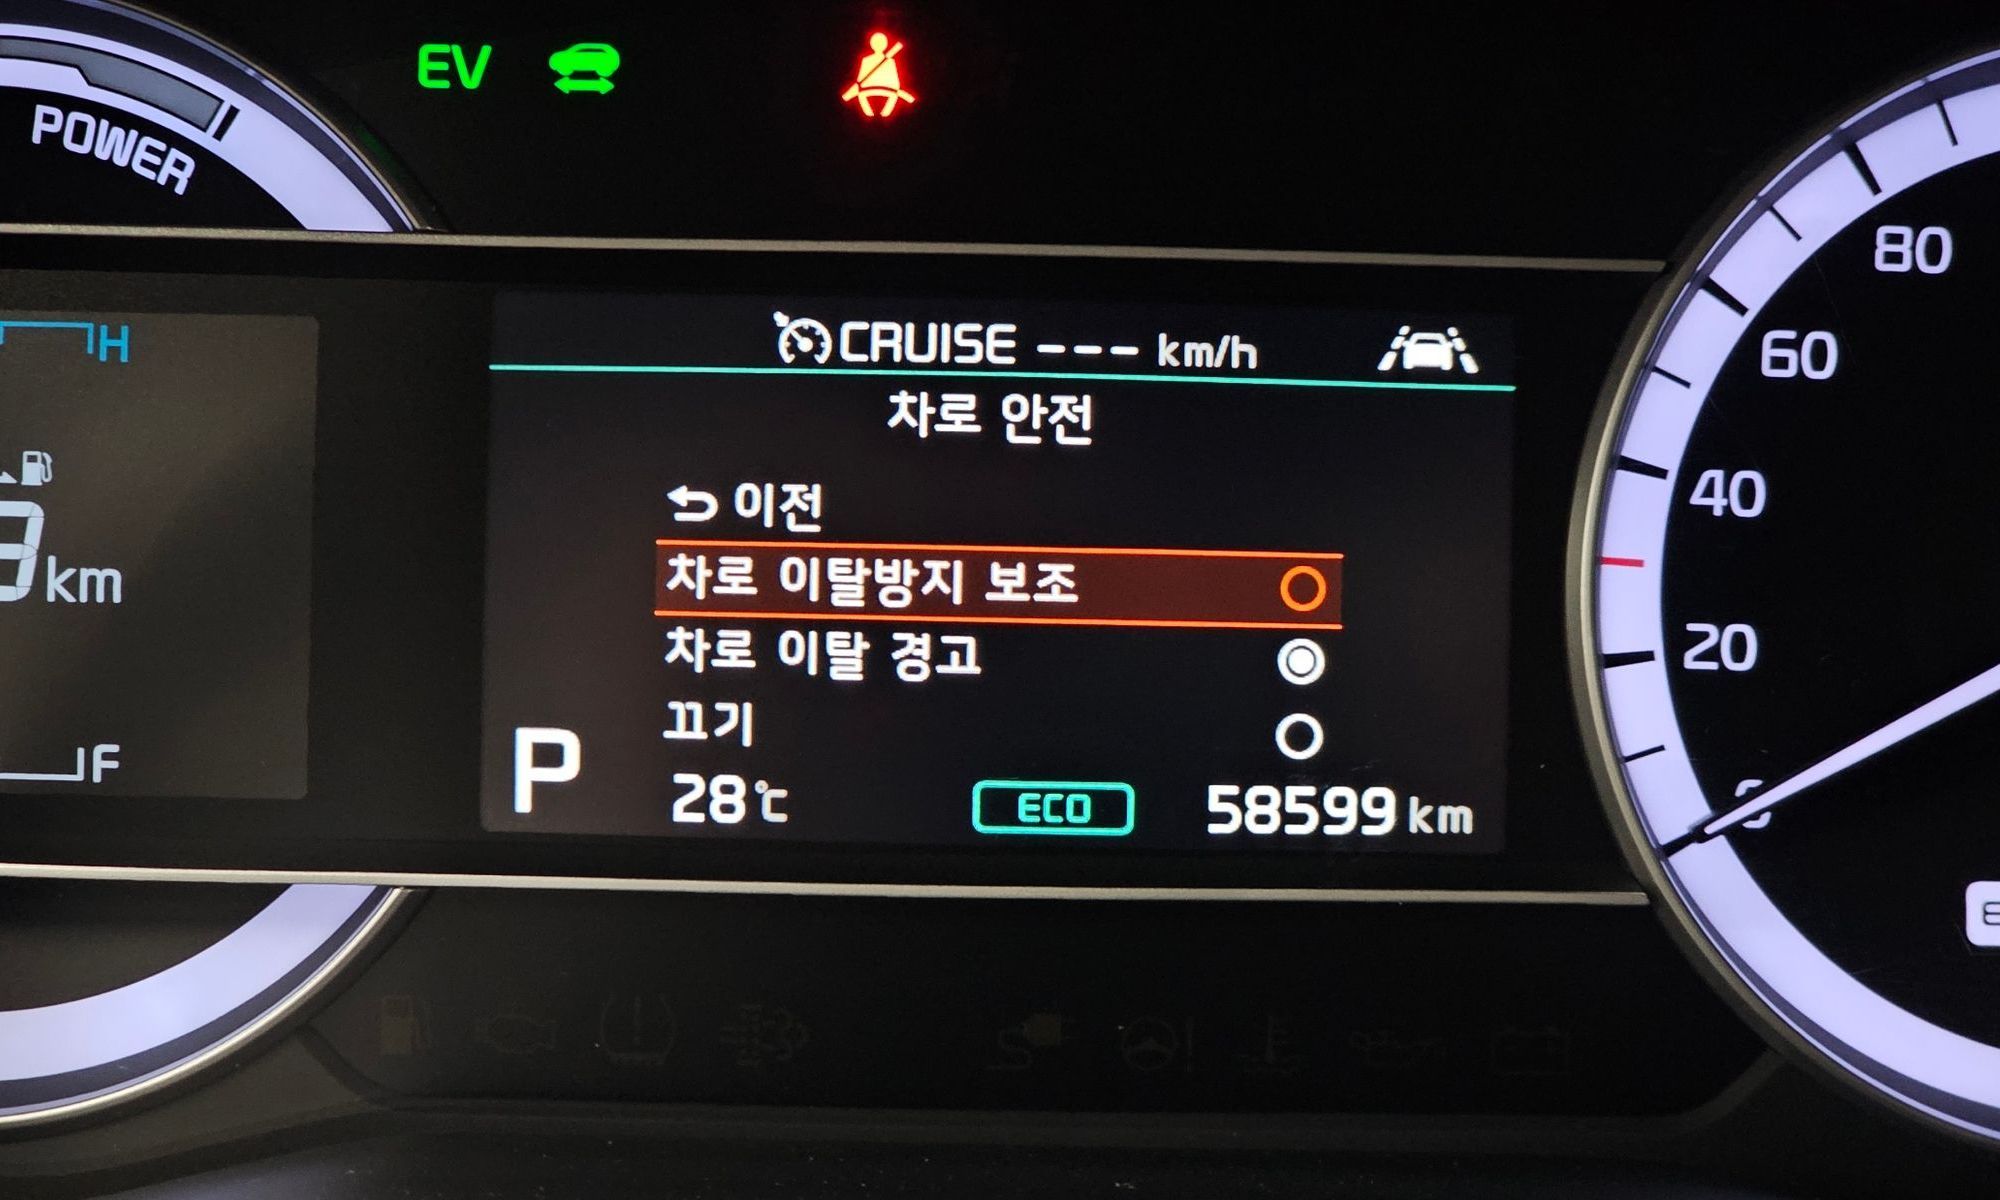 EV
POWER
CRUISE --- km/h
H
차로 안전
이전
차로 이탈방지 보조
차로 이탈 경고
끄기
km
F
P
28℃
ECO
58599 km
80
60
40
20
0